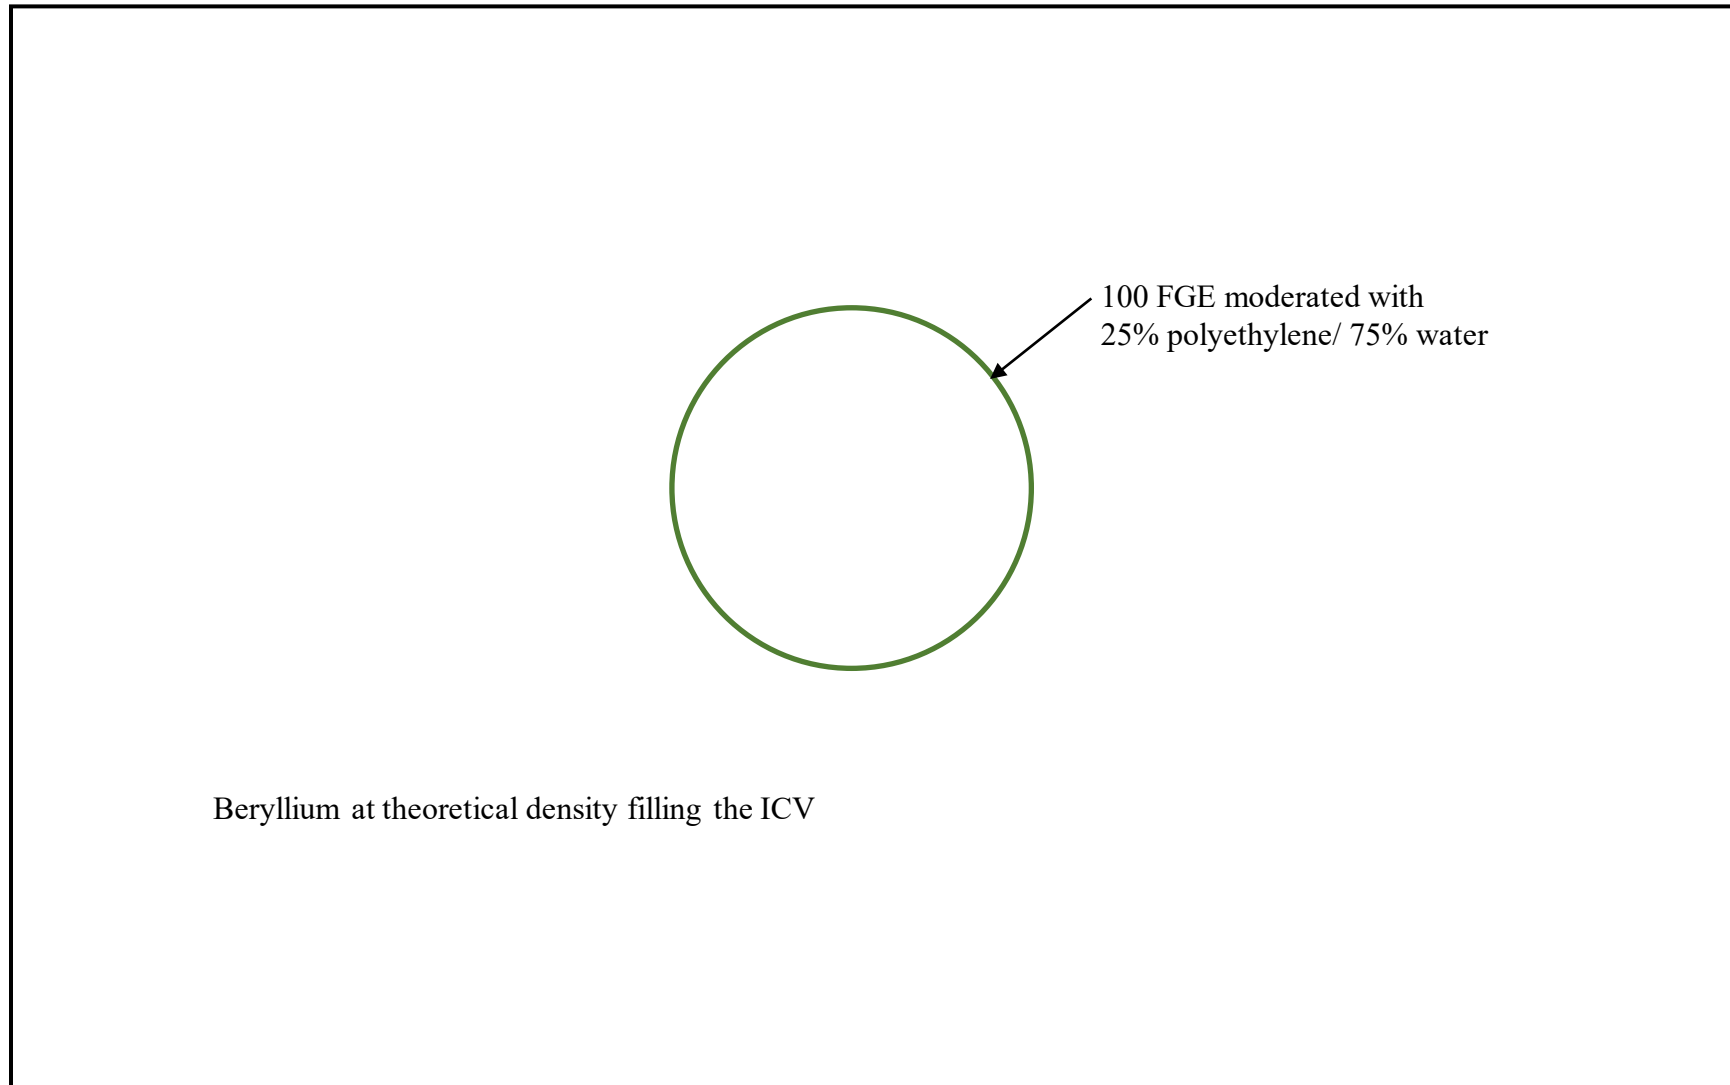 100 FGE moderated with
25% polyethylene/ 75% water
Beryllium at theoretical density filling the ICV